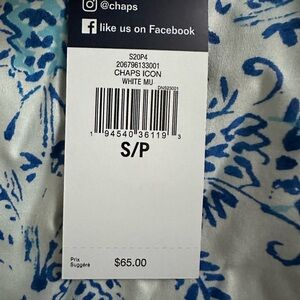 @chaps
like us on Facebook
S20P4
206796133001
CHAPS ICON
WHITE MU
DNS23001
1 94540 36119 3
S/P
Prix
Suggéré
$65.00